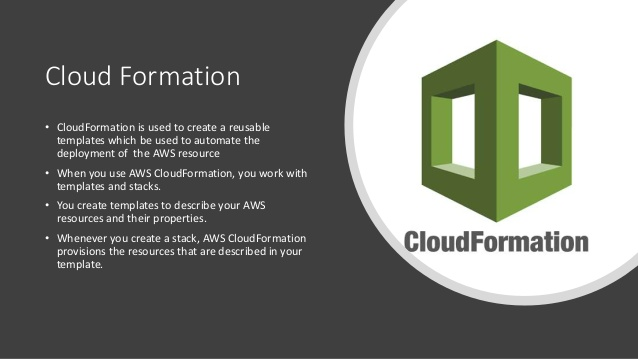 Cloud Formation
• CloudFormation is used to create a reusable
templates which be used to automate the
deployment of the AWS resource
• When you use AWS CloudFormation, you work with
templates and stacks.
• You create templates to describe your AWS
resources and their properties.
• Whenever you create a stack, AWS CloudFormation
provisions the resources that are described in your
template.
CloudFormation